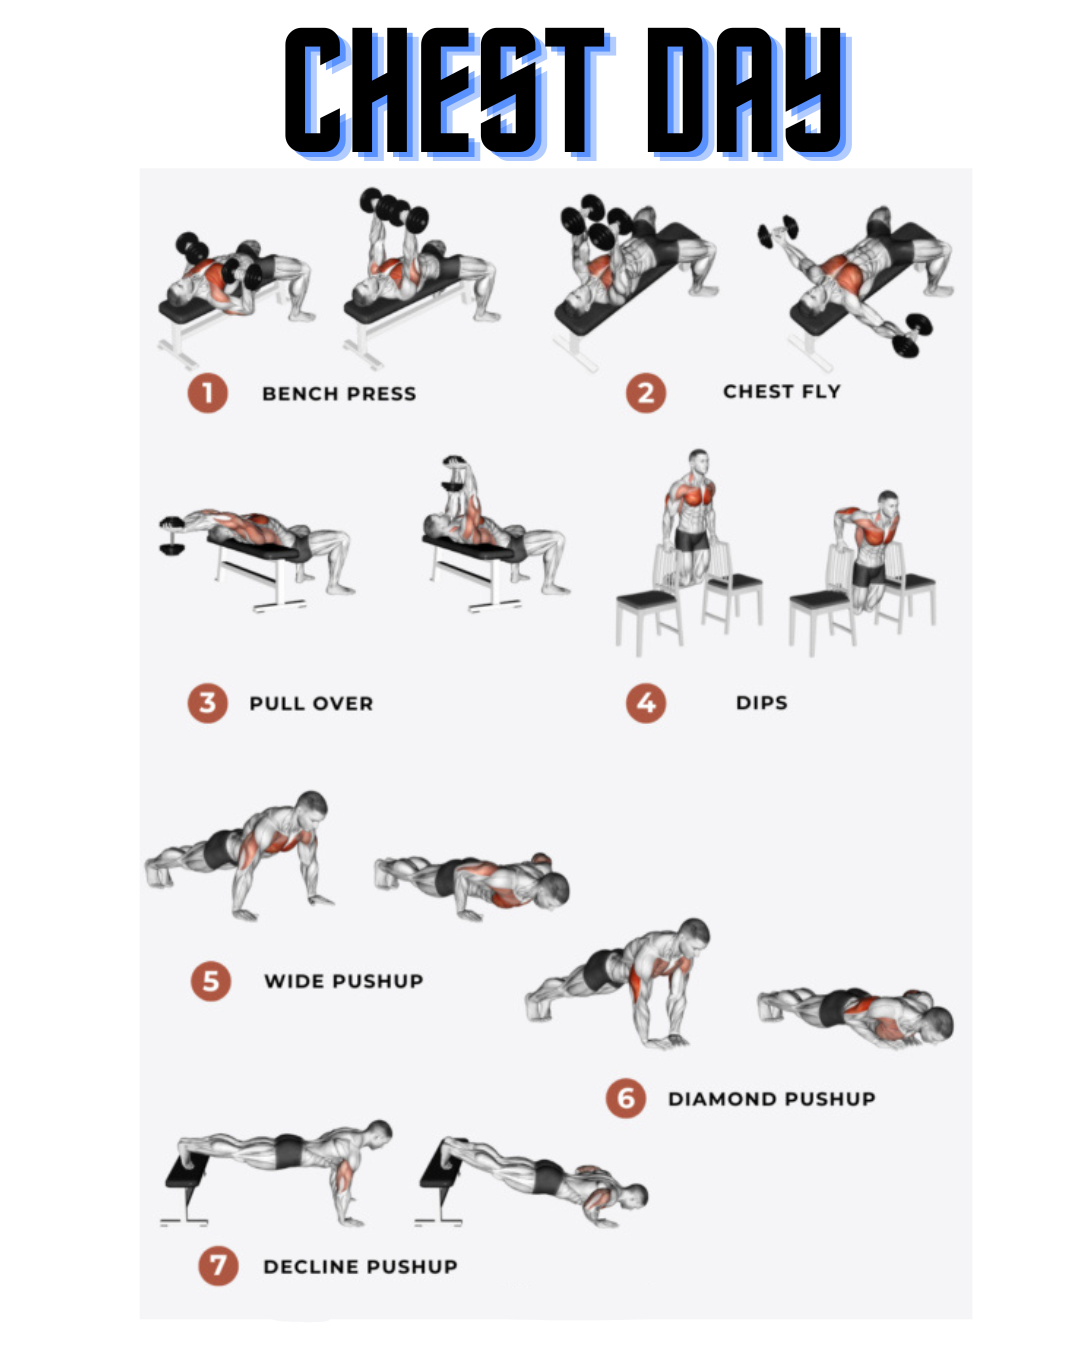 CHEST DAY
1 BENCH PRESS
2 CHEST FLY
3 PULL OVER
4 DIPS
5 WIDE PUSHUP
6 DIAMOND PUSHUP
7 DECLINE PUSHUP